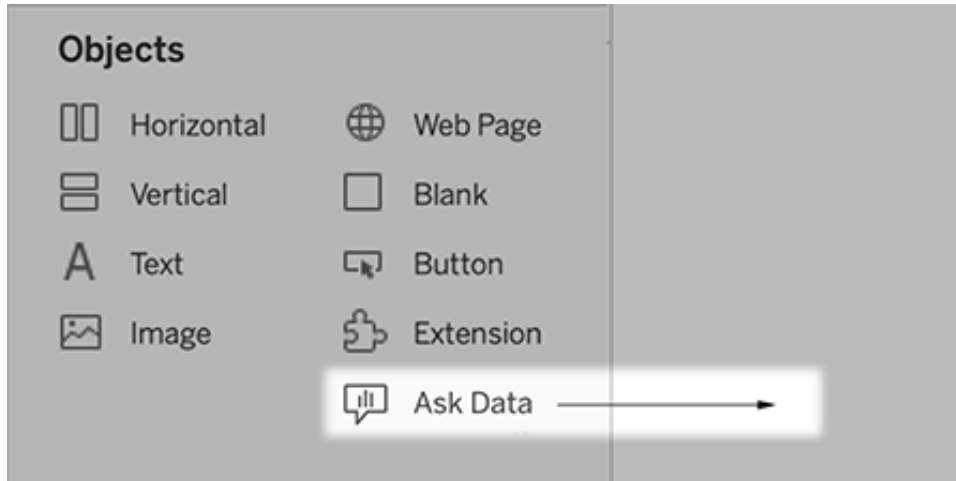 Objects
Horizontal
Web Page
Vertical
Blank
Text
Button
Image
Extension
Ask Data